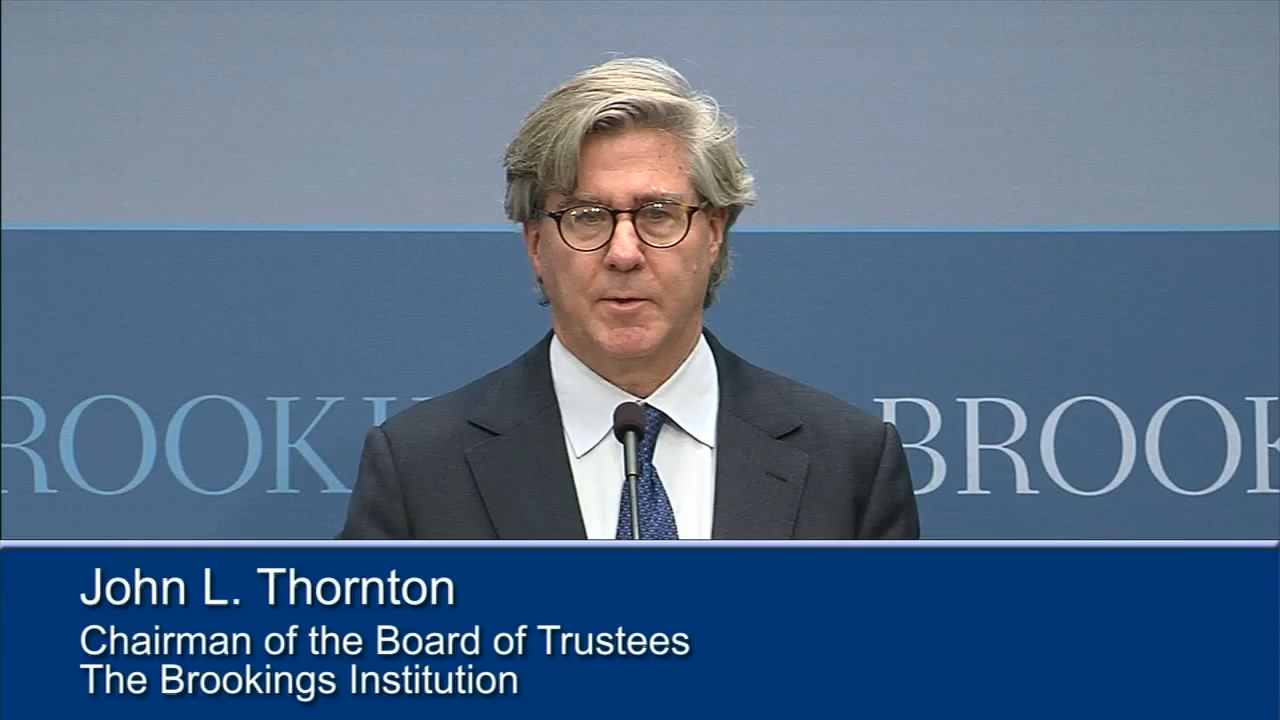 ROOKI
BROOK
John L. Thornton
Chairman of the Board of Trustees
The Brookings Institution